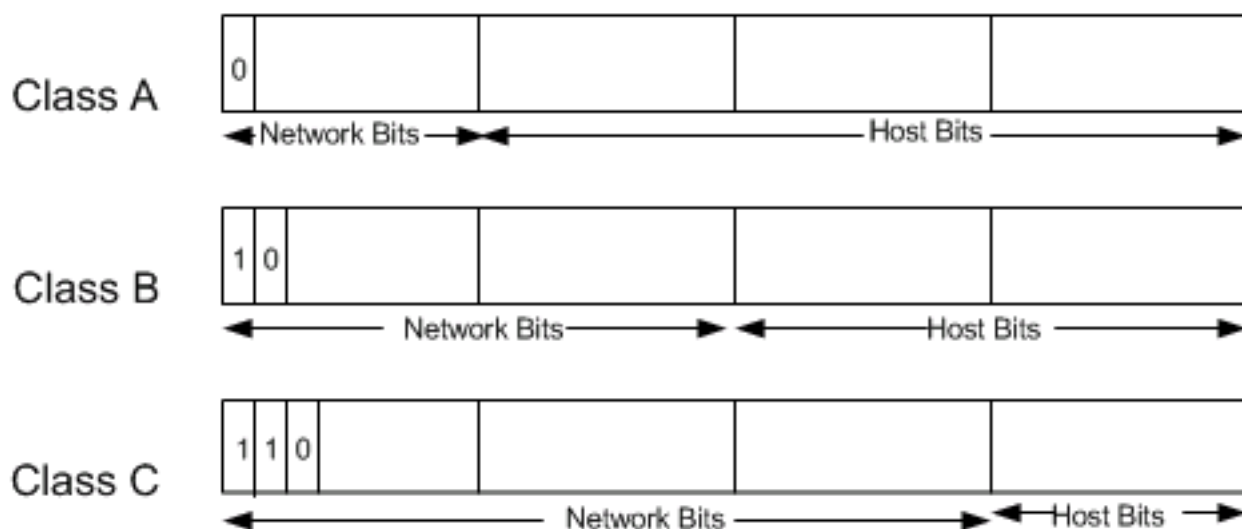 0
Class A
Network Bits Host Bits
1 0
Class B
Network Bits Host Bits
1 1 0
Class C
Network Bits Host Bits